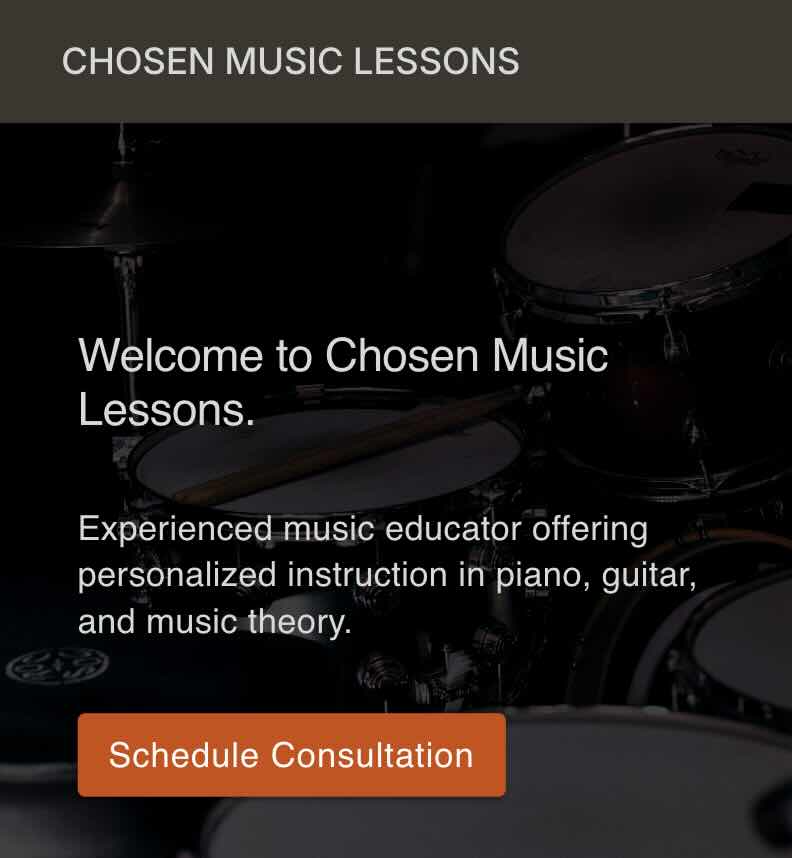 CHOSEN MUSIC LESSONS
Welcome to Chosen Music
Lessons.
Experienced music educator offering
personalized instruction in piano, guitar,
and music theory.
Schedule Consultation